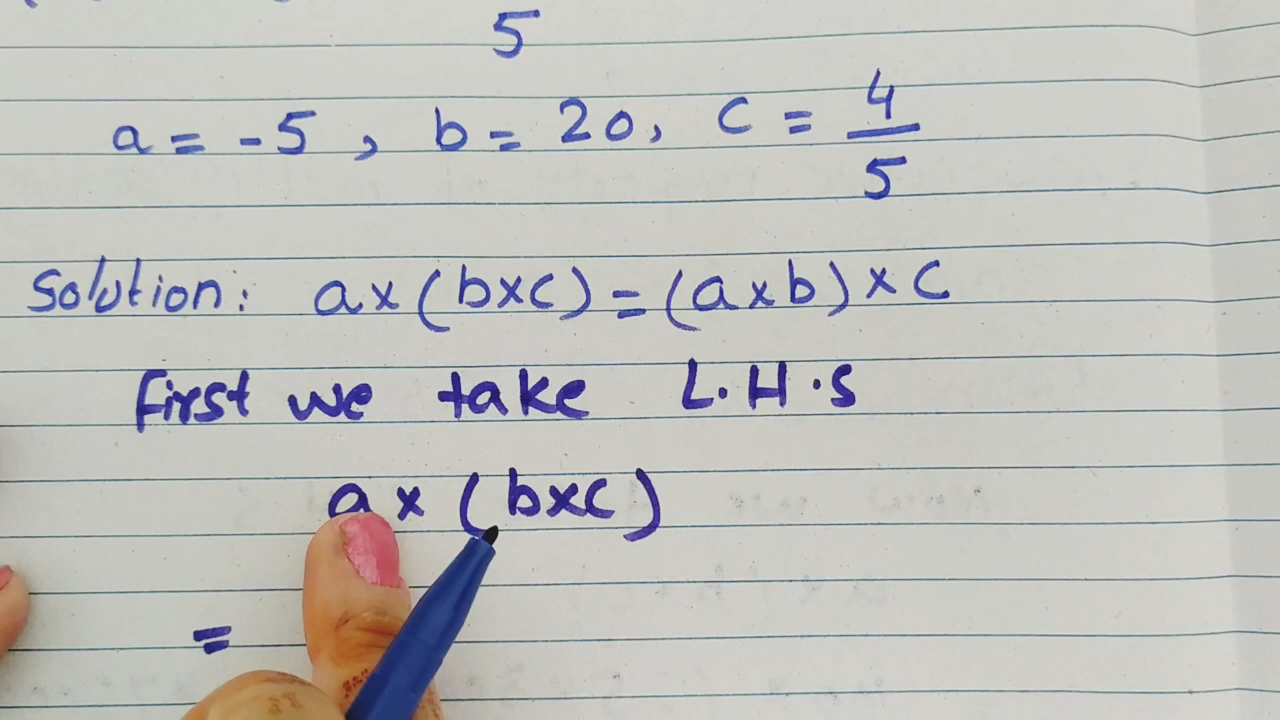 5
a = -5 , b = 20, c = 4/5
Solution: a×(b×c) = (a×b)×c
first we take L.H.S
a × (b×c)
=